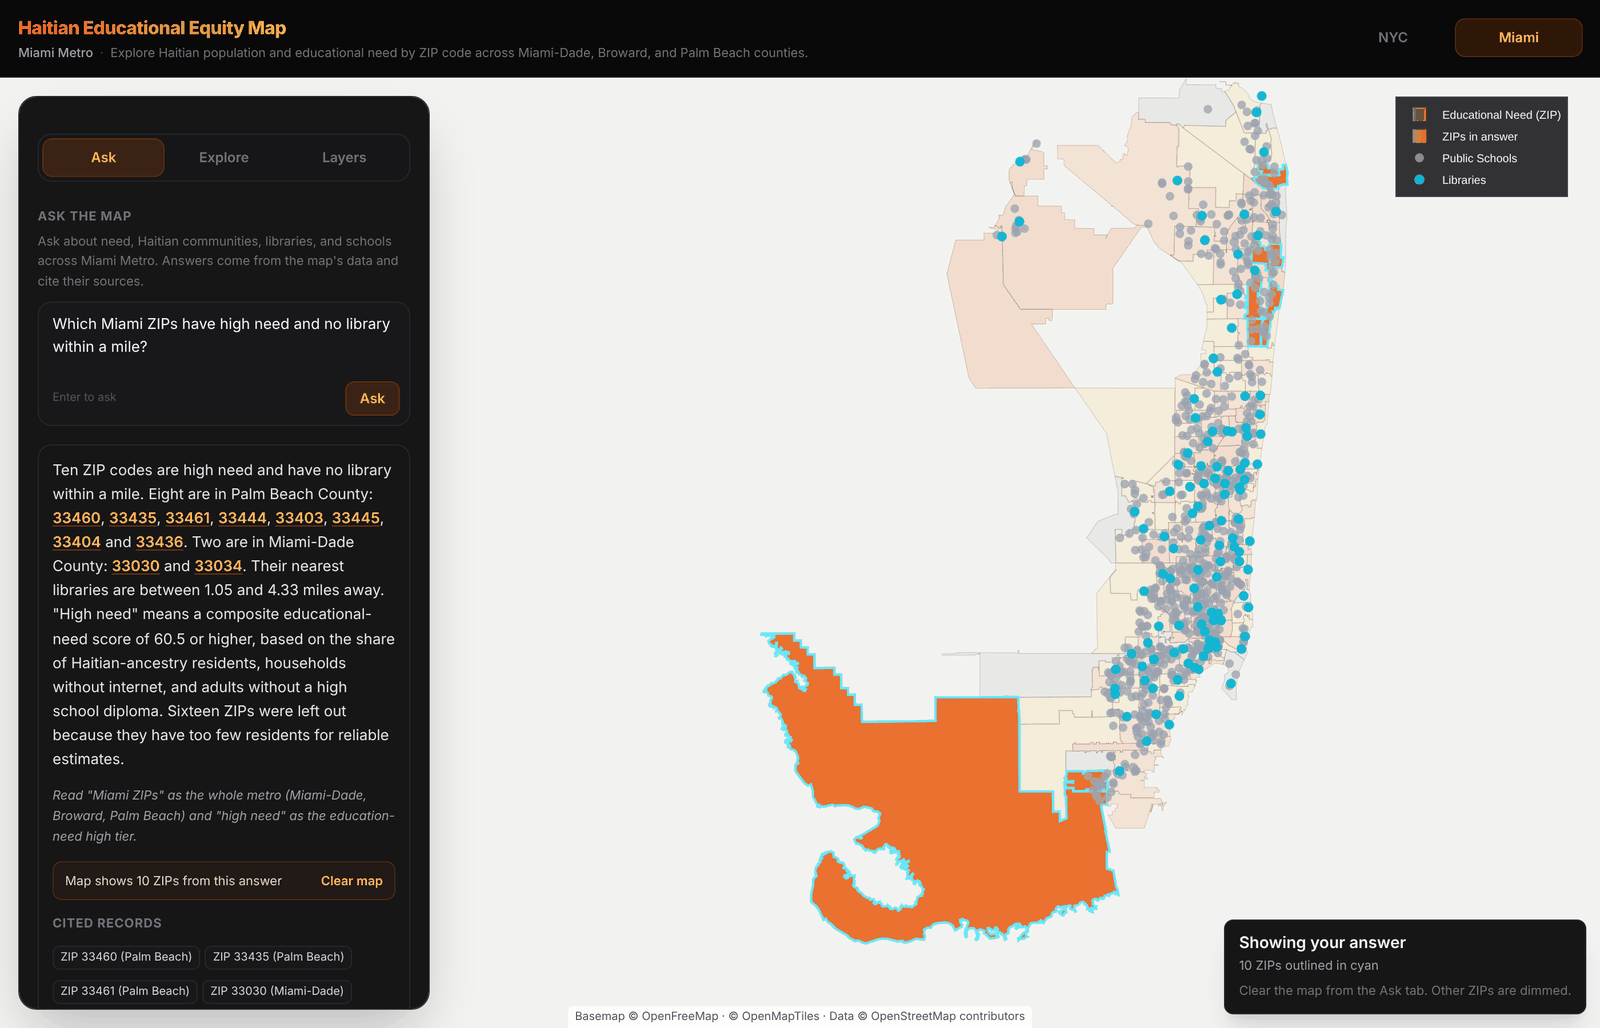 Haitian Educational Equity Map
Miami Metro · Explore Haitian population and educational need by ZIP code across Miami-Dade, Broward, and Palm Beach counties.
NYC
Miami
Ask
Explore
Layers
ASK THE MAP
Ask about need, Haitian communities, libraries, and schools
across Miami Metro. Answers come from the map's data and
cite their sources.
Which Miami ZIPs have high need and no library
within a mile?
Enter to ask
Ask
Ten ZIP codes are high need and have no library
within a mile. Eight are in Palm Beach County:
33460, 33435, 33461, 33444, 33403, 33445,
33404 and 33436. Two are in Miami-Dade
County: 33030 and 33034. Their nearest
libraries are between 1.05 and 4.33 miles away.
"High need" means a composite educational-
need score of 60.5 or higher, based on the share
of Haitian-ancestry residents, households
without internet, and adults without a high
school diploma. Sixteen ZIPs were left out
because they have too few residents for reliable
estimates.
Read "Miami ZIPs" as the whole metro (Miami-Dade,
Broward, Palm Beach) and "high need" as the education-
need high tier.
Map shows 10 ZIPs from this answer
Clear map
CITED RECORDS
ZIP 33460 (Palm Beach)
ZIP 33435 (Palm Beach)
ZIP 33461 (Palm Beach)
ZIP 33030 (Miami-Dade)
Educational Need (ZIP)
ZIPs in answer
Public Schools
Libraries
Showing your answer
10 ZIPs outlined in cyan
Clear the map from the Ask tab. Other ZIPs are dimmed.
Basemap © OpenFreeMap · © OpenMapTiles · Data © OpenStreetMap contributors